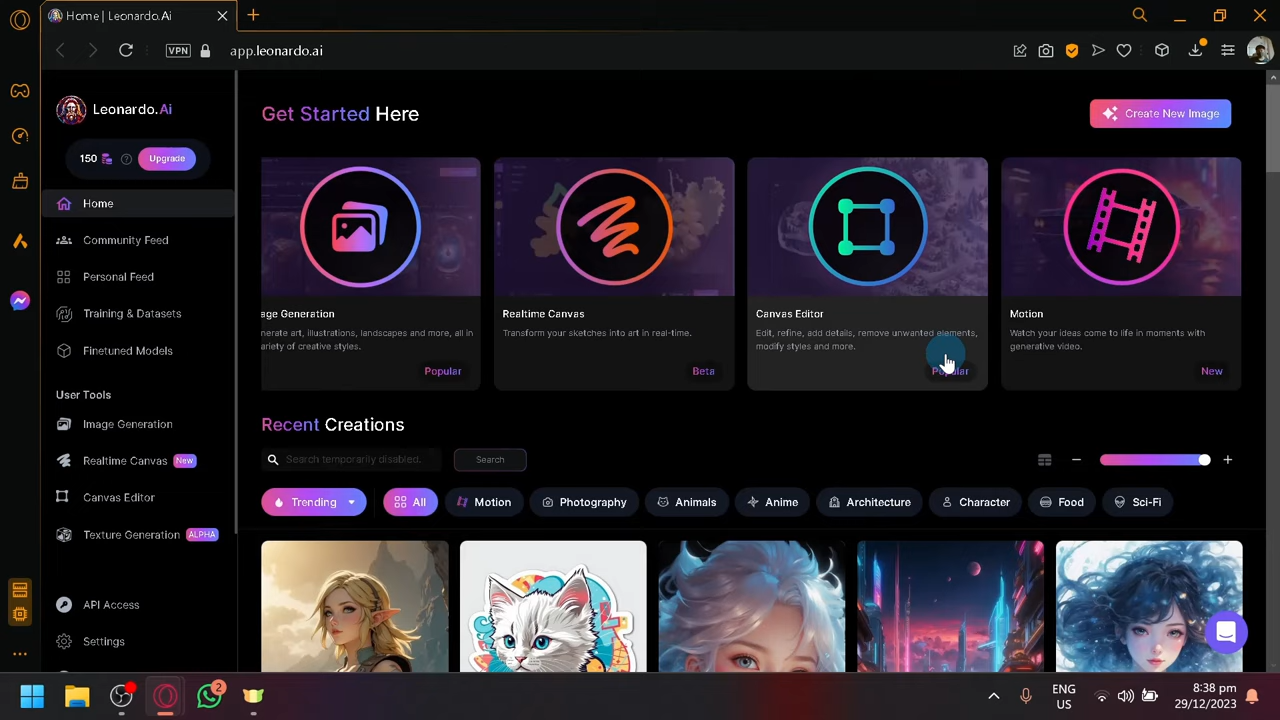 Home | Leonardo.Ai
VPN
app.leonardo.ai
Leonardo.Ai
150
Upgrade
Home
Community Feed
Personal Feed
Training & Datasets
Finetuned Models
User Tools
Image Generation
Realtime Canvas New
Canvas Editor
Texture Generation ALPHA
API Access
Settings
Get Started Here
Create New Image
age Generation
nerate art, illustrations, landscapes and more, all in
ariety of creative styles.
Popular
Realtime Canvas
Transform your sketches into art in real-time.
Beta
Canvas Editor
Edit, refine, add details, remove unwanted elements,
modify styles and more.
Popular
Motion
Watch your ideas come to life in moments with
generative video.
New
Recent Creations
Search temporarily disabled.
Search
Trending
All
Motion
Photography
Animals
Anime
Architecture
Character
Food
Sci-Fi
2
ENG
US
8:38 pm
29/12/2023